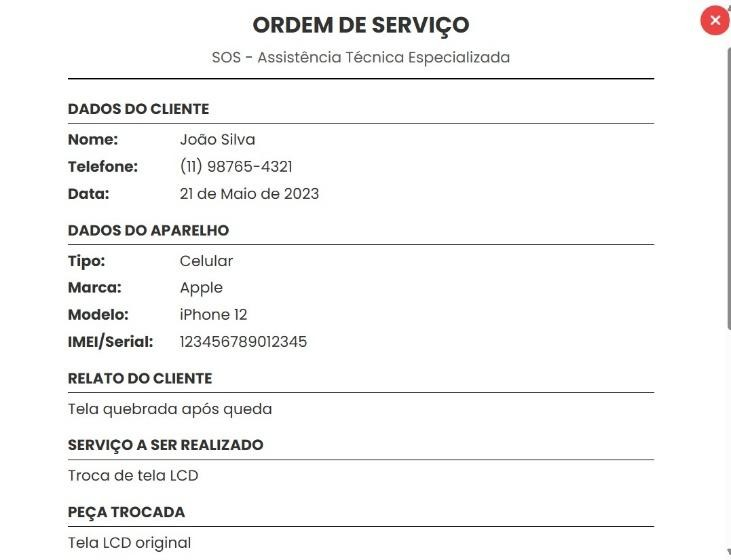 ORDEM DE SERVIÇO
SOS - Assistência Técnica Especializada
DADOS DO CLIENTE
Nome: João Silva
Telefone: (11) 98765-4321
Data: 21 de Maio de 2023
DADOS DO APARELHO
Tipo: Celular
Marca: Apple
Modelo: iPhone 12
IMEI/Serial: 123456789012345
RELATO DO CLIENTE
Tela quebrada após queda
SERVIÇO A SER REALIZADO
Troca de tela LCD
PEÇA TROCADA
Tela LCD original